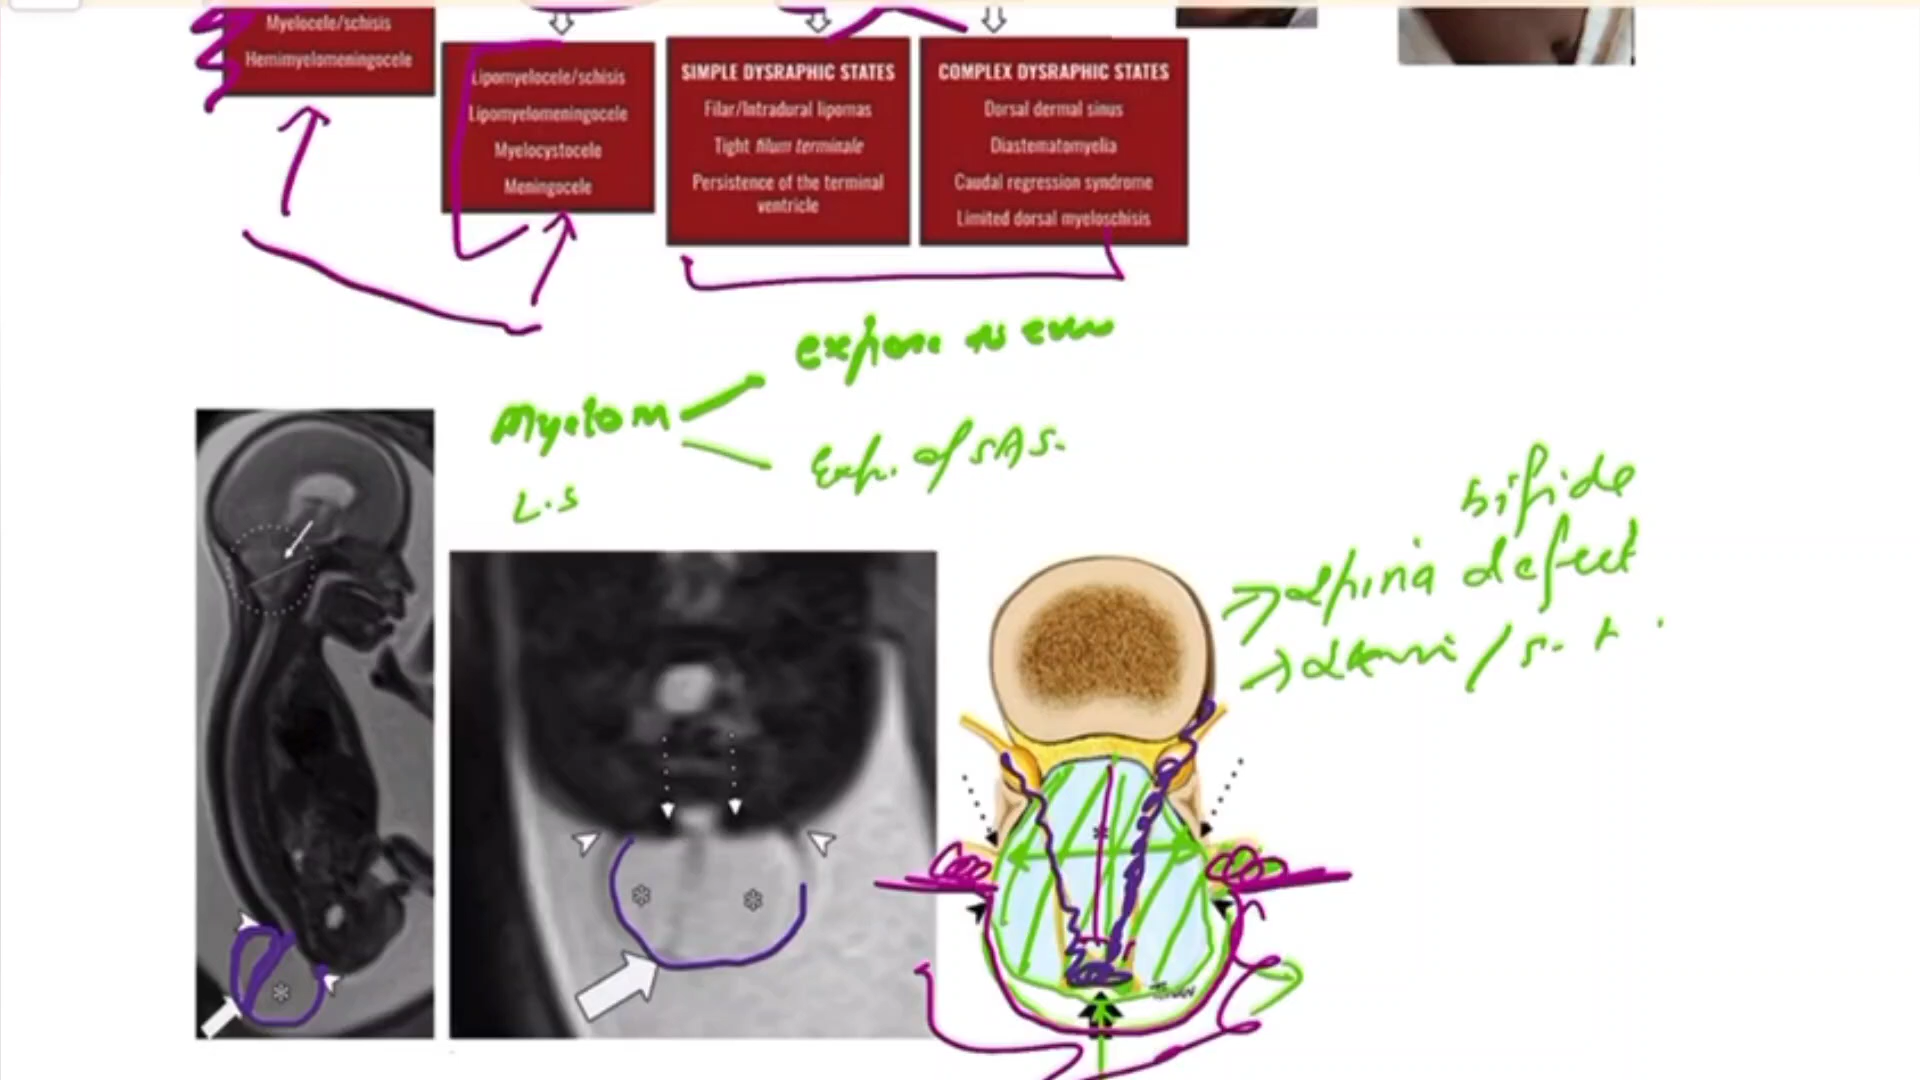 Myelocele/schisis
Hemimyelomeningocele
Lipomyelocele/schisis
Lipomyelomeningocele
Myelocystocele
Meningocele
SIMPLE DYSRAPHIC STATES
Filar/Intradural lipomas
Tight filum terminale
Persistence of the terminal
ventricle
COMPLEX DYSRAPHIC STATES
Dorsal dermal sinus
Diastematomyelia
Caudal regression syndrome
Limited dorsal myeloschisis
MyeloM
L.S
Exp. of SAS.
bifida
spina defect